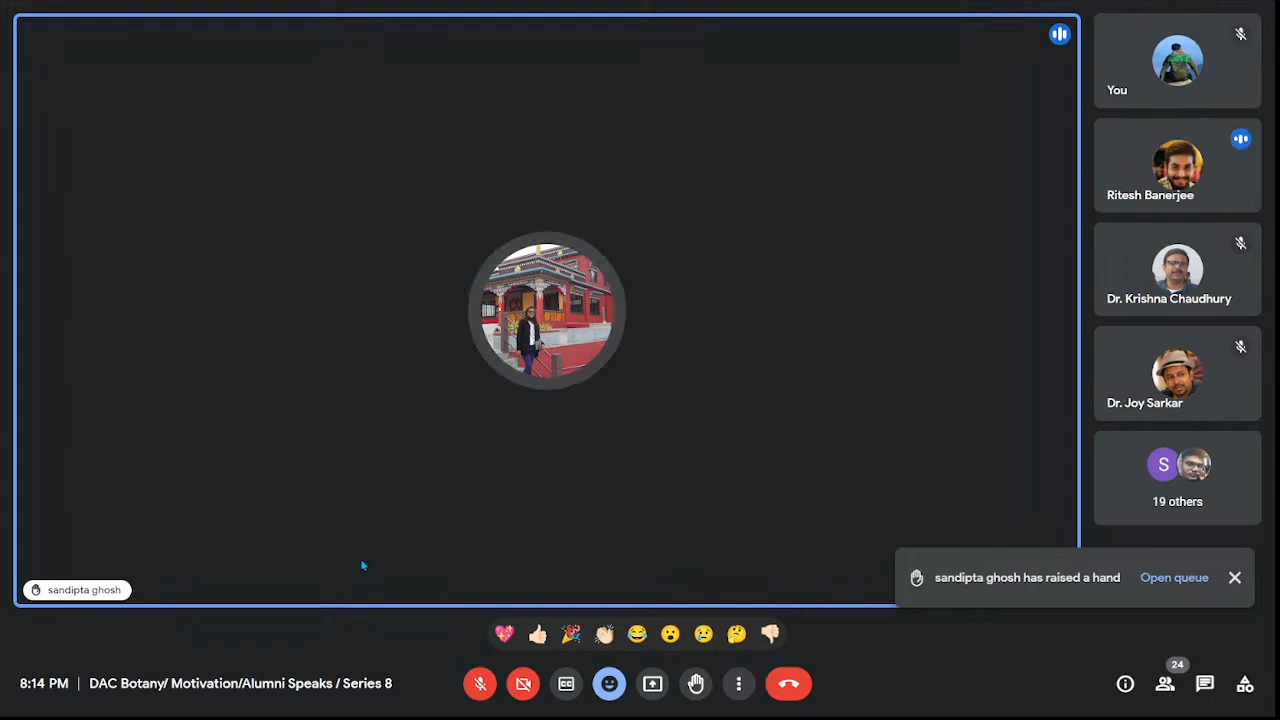 You
Ritesh Banerjee
Dr. Krishna Chaudhury
Dr. Joy Sarkar
S
19 others
sandipta ghosh
sandipta ghosh has raised a hand Open queue
8:14 PM | DAC Botany/ Motivation/Alumni Speaks / Series 8
CC
24